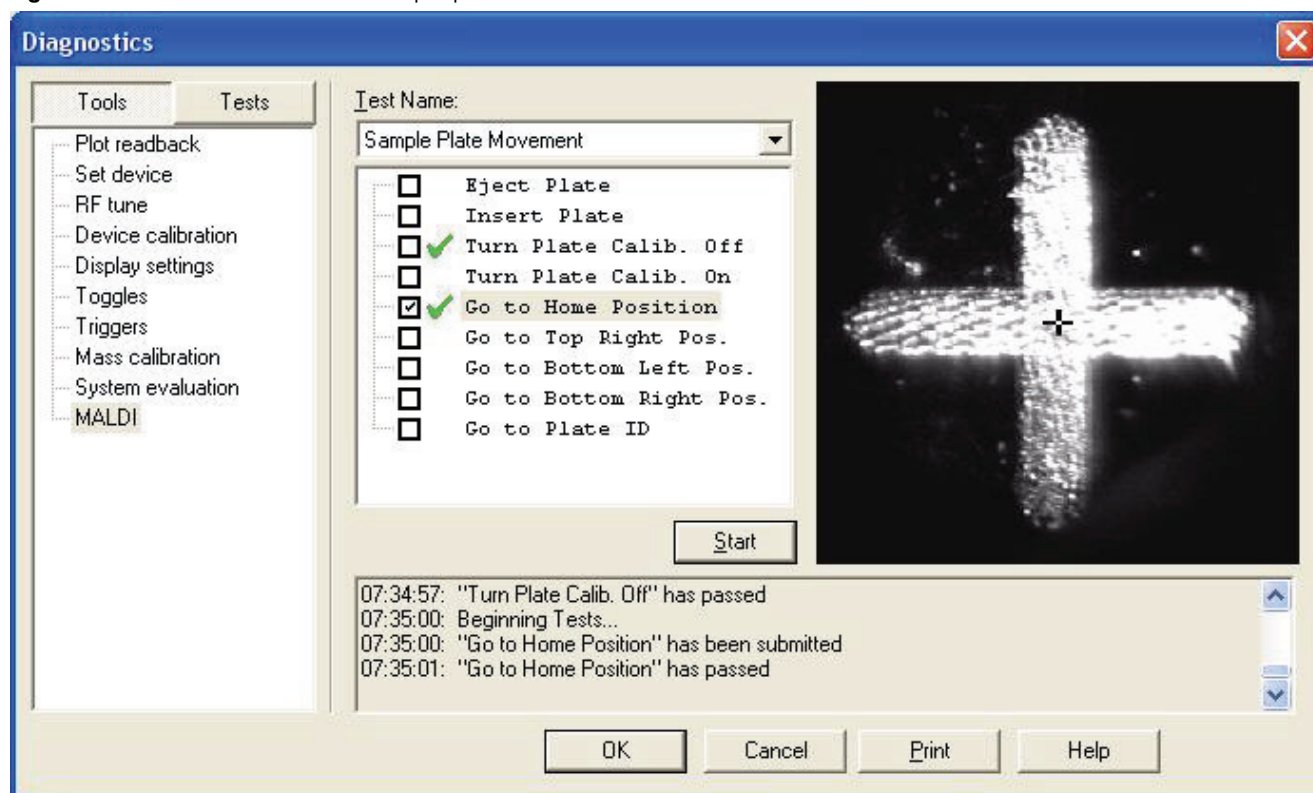 Diagnostics
Tools Tests
Plot readback
Set device
RF tune
Device calibration
Display settings
Toggles
Triggers
Mass calibration
System evaluation
MALDI
Test Name:
Sample Plate Movement
Eject Plate
Insert Plate
Turn Plate Calib. Off
Turn Plate Calib. On
Go to Home Position
Go to Top Right Pos.
Go to Bottom Left Pos.
Go to Bottom Right Pos.
Go to Plate ID
Start
07:34:57: "Turn Plate Calib. Off" has passed
07:35:00: Beginning Tests...
07:35:00: "Go to Home Position" has been submitted
07:35:01: "Go to Home Position" has passed
OK Cancel Print Help